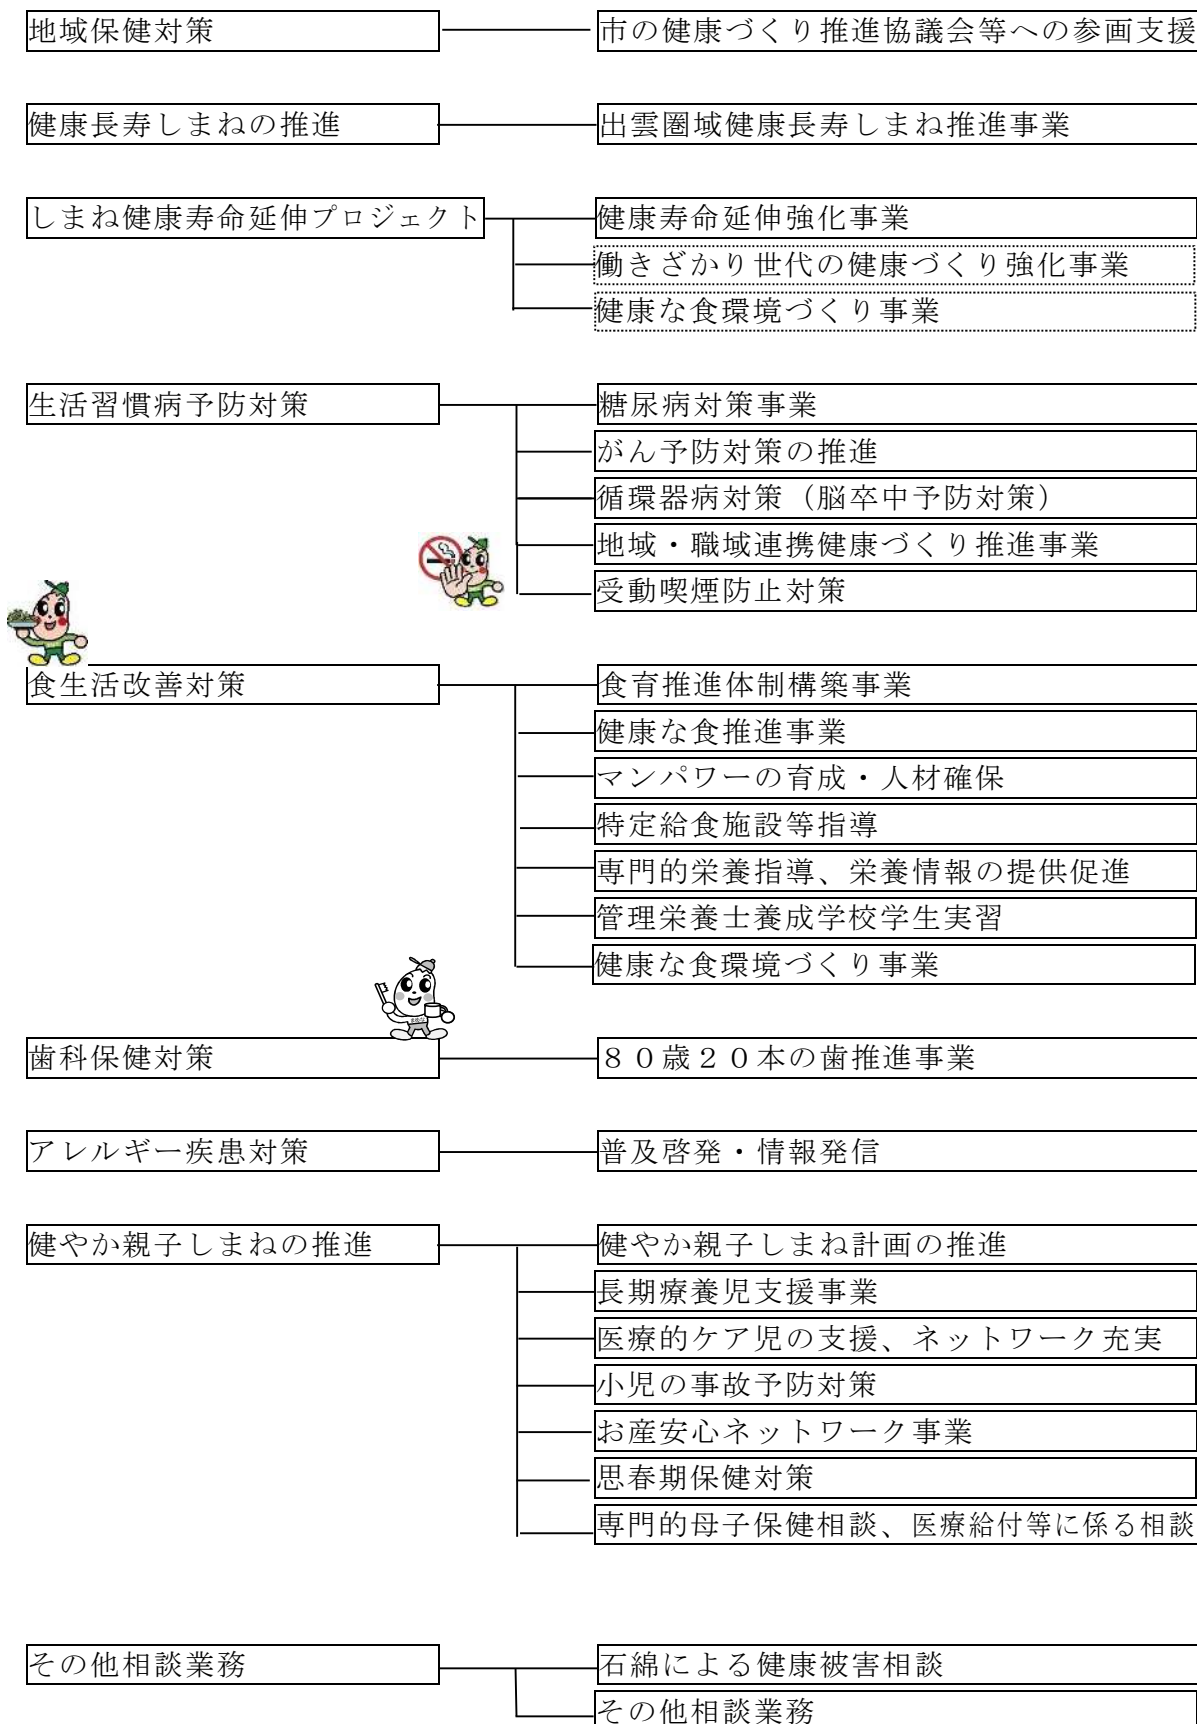 地域保健対策
市の健康づくり推進協議会等への参画支援
健康長寿しまねの推進
出雲圏域健康長寿しまね推進事業
しまね健康寿命延伸プロジェクト
健康寿命延伸強化事業
働きざかり世代の健康づくり強化事業
健康な食環境づくり事業
生活習慣病予防対策
糖尿病対策事業
がん予防対策の推進
循環器病対策（脳卒中予防対策）
地域・職域連携健康づくり推進事業
受動喫煙防止対策
食生活改善対策
食育推進体制構築事業
健康な食推進事業
マンパワーの育成・人材確保
特定給食施設等指導
専門的栄養指導、栄養情報の提供促進
管理栄養士養成学校学生実習
健康な食環境づくり事業
歯科保健対策
８０歳２０本の歯推進事業
アレルギー疾患対策
普及啓発・情報発信
健やか親子しまねの推進
健やか親子しまね計画の推進
長期療養児支援事業
医療的ケア児の支援、ネットワーク充実
小児の事故予防対策
お産安心ネットワーク事業
思春期保健対策
専門的母子保健相談、医療給付等に係る相談
その他相談業務
石綿による健康被害相談
その他相談業務